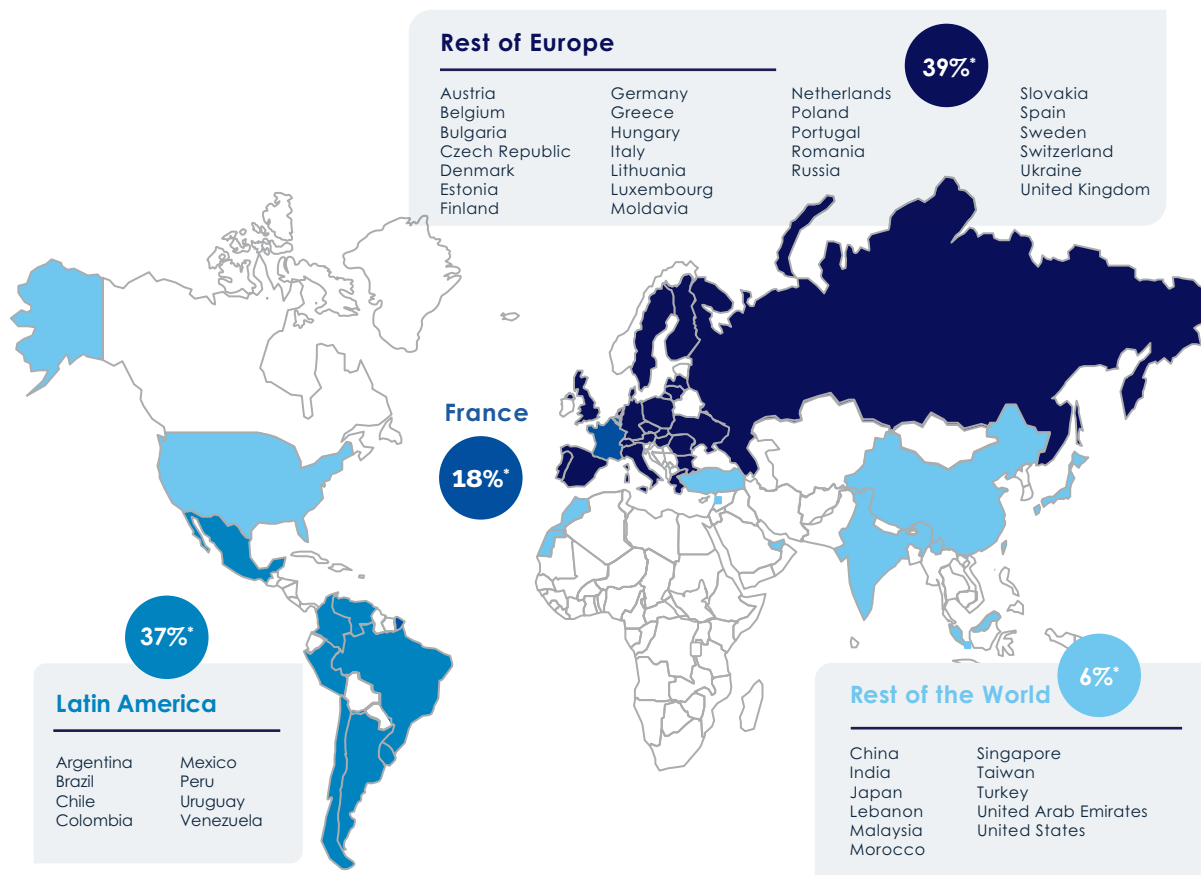 Rest of Europe
39%*
Austria
Belgium
Bulgaria
Czech Republic
Denmark
Estonia
Finland
Germany
Greece
Hungary
Italy
Lithuania
Luxembourg
Moldavia
Netherlands
Poland
Portugal
Romania
Russia
Slovakia
Spain
Sweden
Switzerland
Ukraine
United Kingdom
France
18%*
37%*
Latin America
Argentina
Brazil
Chile
Colombia
Mexico
Peru
Uruguay
Venezuela
6%*
Rest of the World
China
India
Japan
Lebanon
Malaysia
Morocco
Singapore
Taiwan
Turkey
United Arab Emirates
United States